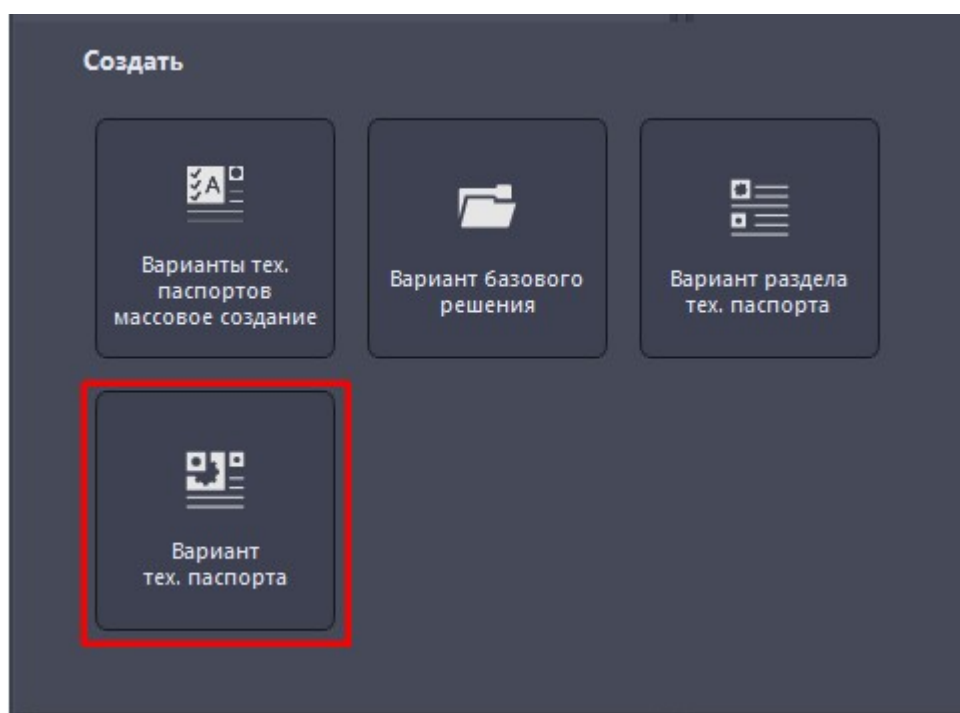 Создать
Варианты тех.
паспортов
массовое создание
Вариант базового
решения
Вариант раздела
тех. паспорта
Вариант
тех. паспорта